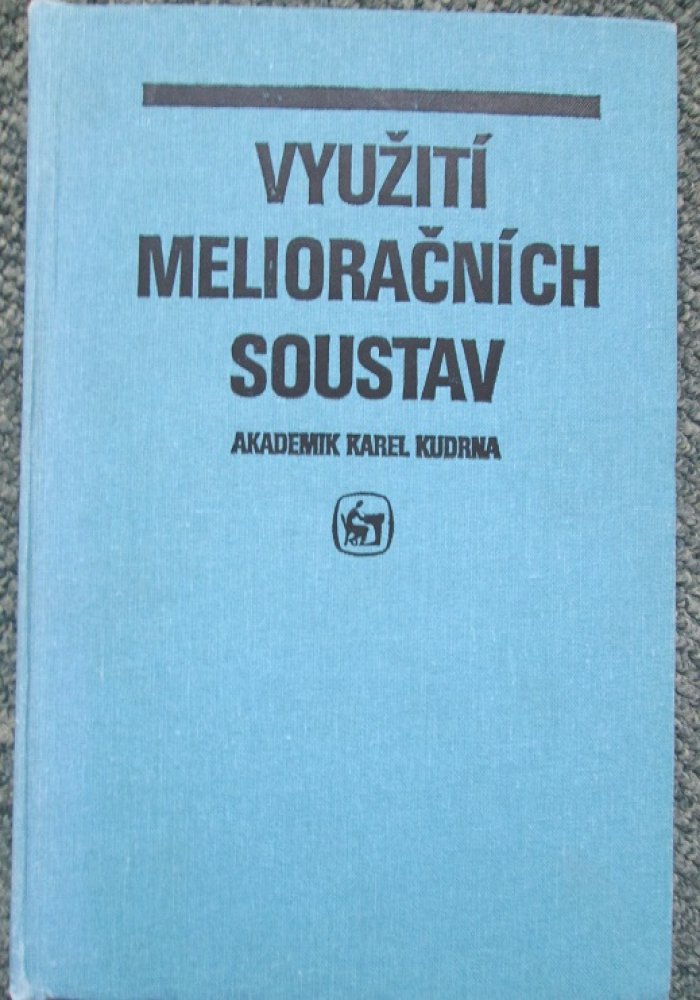 VYUŽITÍ
MELIORAČNÍCH
SOUSTAV
AKADEMIK KAREL KUDRNA